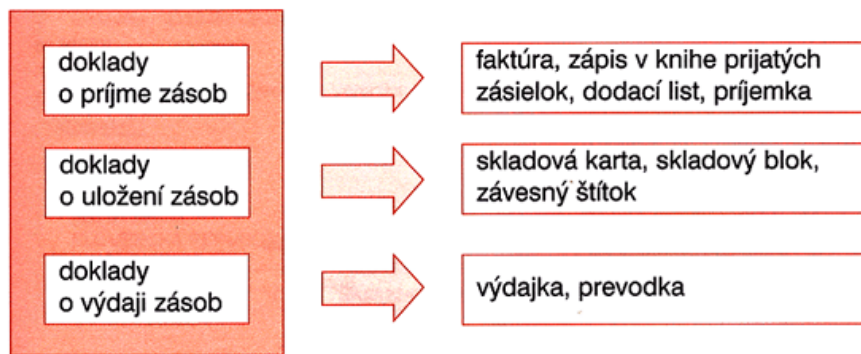 doklady
o príjme zásob
faktúra, zápis v knihe prijatých
zásielok, dodací list, príjemka
doklady
o uložení zásob
skladová karta, skladový blok,
závesný štítok
doklady
o výdaji zásob
výdajka, prevodka